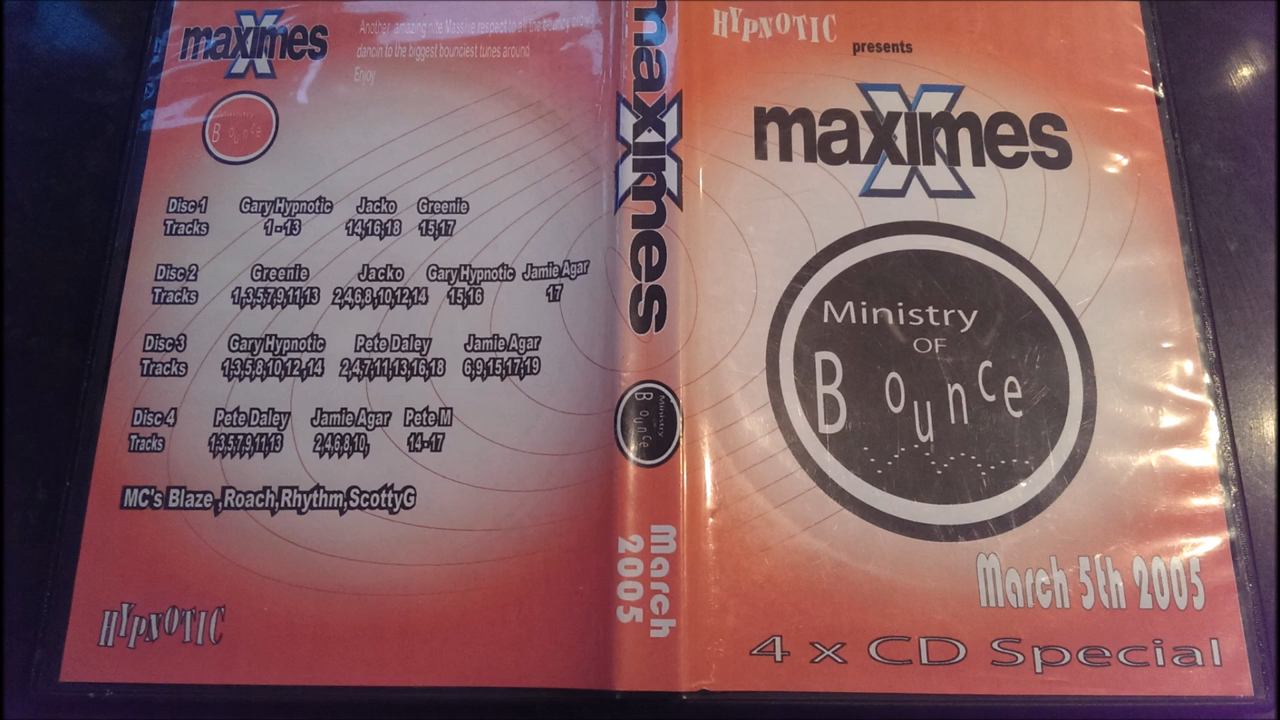 maximes
Another amazing nite Massive respect to all the bouncy
dancin to the biggest bounciest tunes around
Enjoy
Ministry
Bounce
Disc 1 Gary Hypnotic Jacko Greenie
Tracks 1 - 13 14,16,18 15,17
Disc 2 Greenie Jacko Gary Hypnotic Jamie Agar
Tracks 1,3,5,7,9,11,13 2,4,6,8,10,12,14 15,16 17
Disc 3 Gary Hypnotic Pete Daley Jamie Agar
Tracks 1,3,5,8,10,12,14 2,4,7,11,13,16,18 6,9,15,17,19
Disc 4 Pete Daley Jamie Agar Pete M
Tracks 1,3,5,7,9,11,13 2,4,6,8,10, 14 - 17
MC's Blaze ,Roach,Rhythm,ScottyG
HYPNOTIC
maximes
Ministry
OF
Bounce
March
2005
HYPNOTIC
presents
maximes
Ministry
OF
Bounce
March 5th 2005
4 x CD Special